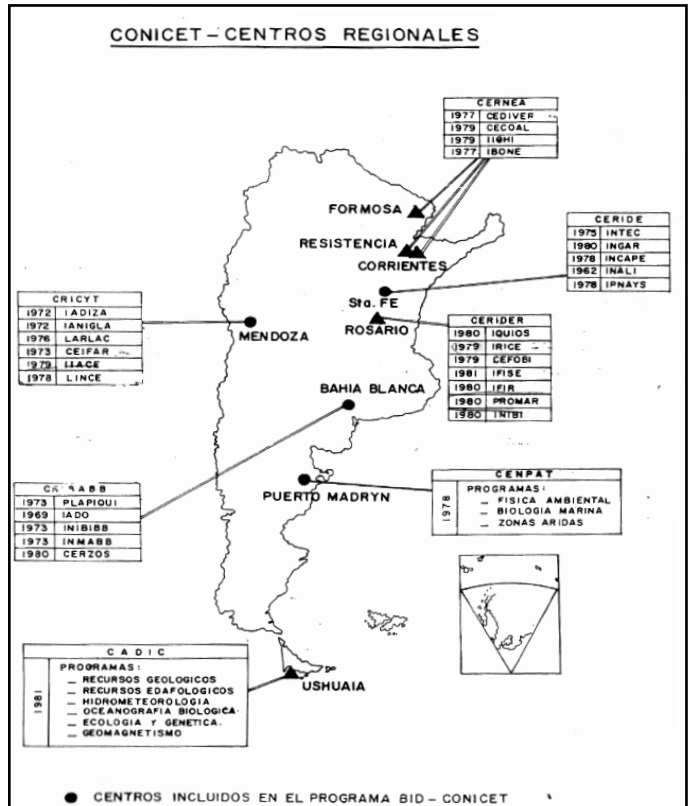 CONICET - CENTROS REGIONALES
CERNEA
1977 CEDIVEF
1979 CECOAL
1979 IIGHI
1977 IBONE
FORMOSA
RESISTENCIA
CORRIENTES
CERIDE
1975 INTEC
1980 INGAR
1978 INCAPE
1962 INALI
1978 IPNAYS
Sta. FE
ROSARIO
CRICYT
1972 IADIZA
1972 IANIGLA
1976 LARLAC
1973 CEIFAR
1979 IIACE
1978 LINCE
MENDOZA
CERIDER
1980 IQUIOS
1979 IRICE
1979 CEFOBI
1981 IFISE
1980 IFIR
1980 PROMAR
1980 INIBI
BAHIA BLANCA
1973 PLAPIQUI
1969 IADO
1973 INIBIBB
1973 INMABB
1980 CERZOS
PUERTO MADRYN
CENPAT
1978
PROGRAMAS:
_ FISICA AMBIENTAL
_ BIOLOGIA MARINA
_ ZONAS ARIDAS
CADIC
1981
PROGRAMAS:
_ RECURSOS GEOLOGICOS
_ RECURSOS EDAFOLOGICOS
_ HIDROMETEOROLOGIA
_ OCEANOGRAFIA BIOLOGICA.
_ ECOLOGIA Y GENETICA.
_ GEOMAGNETISMO
USHUAIA
CENTROS INCLUIDOS EN EL PROGRAMA BID - CONICET